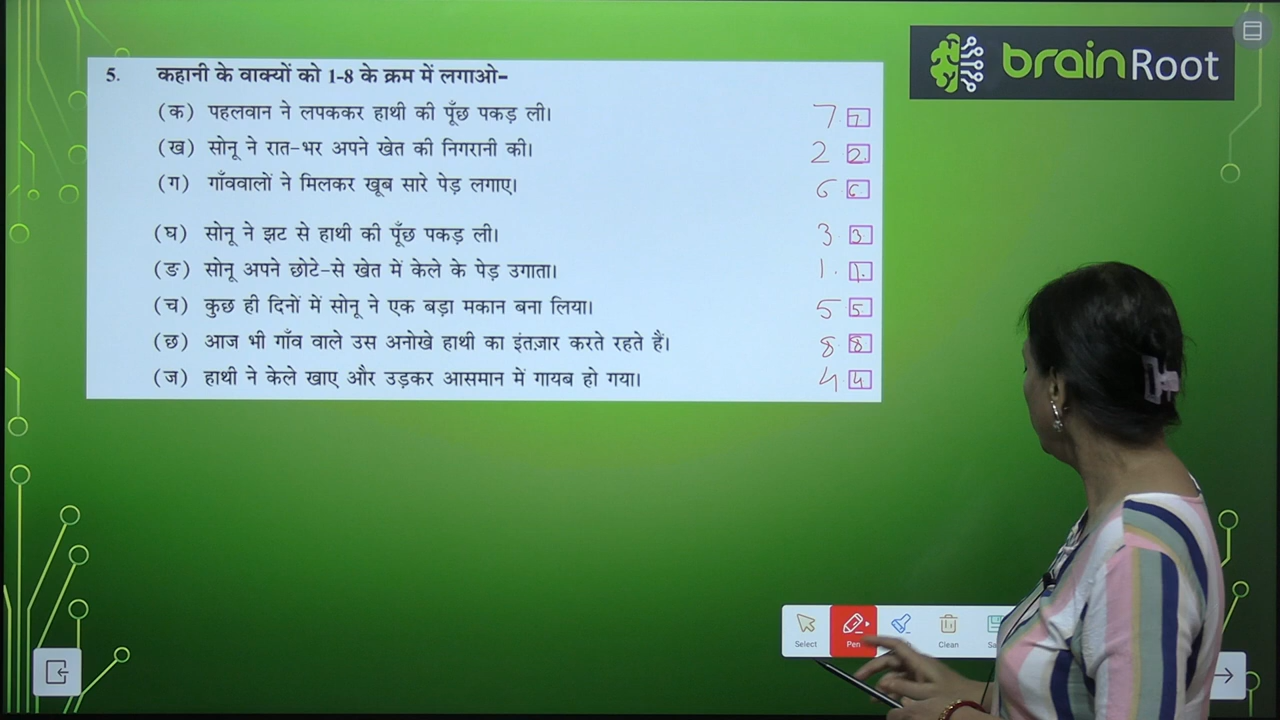 brainRoot
5. कहानी के वाक्यों को 1-8 के क्रम में लगाओ-
(क) पहलवान ने लपककर हाथी की पूँछ पकड़ ली। 7 7
(ख) सोनू ने रात-भर अपने खेत की निगरानी की। 2 2.
(ग) गाँववालों ने मिलकर खूब सारे पेड़ लगाए। 6 6
(घ) सोनू ने झट से हाथी की पूँछ पकड़ ली। 3 3
(ङ) सोनू अपने छोटे-से खेत में केले के पेड़ उगाता। 1. 1.
(च) कुछ ही दिनों में सोनू ने एक बड़ा मकान बना लिया। 5 5
(छ) आज भी गाँव वाले उस अनोखे हाथी का इंतज़ार करते रहते हैं। 8 8
(ज) हाथी ने केले खाए और उड़कर आसमान में गायब हो गया। 4 4
Select Pen Clean